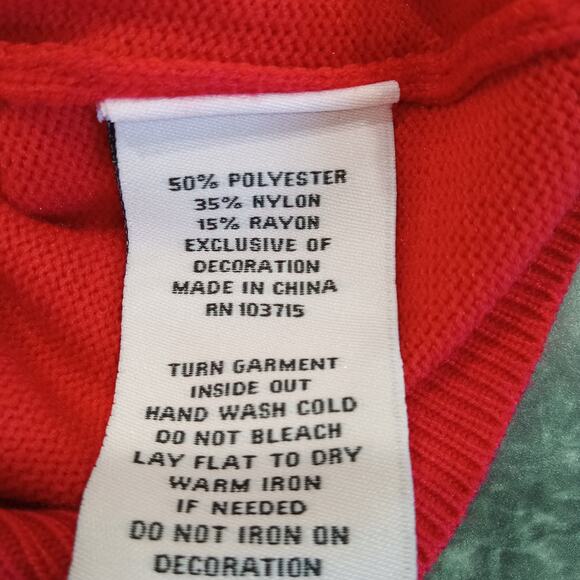 50% POLYESTER
35% NYLON
15% RAYON
EXCLUSIVE OF
DECORATION
MADE IN CHINA
RN 103715
TURN GARMENT
INSIDE OUT
HAND WASH COLD
DO NOT BLEACH
LAY FLAT TO DRY
WARM IRON
IF NEEDED
DO NOT IRON ON
DECORATION